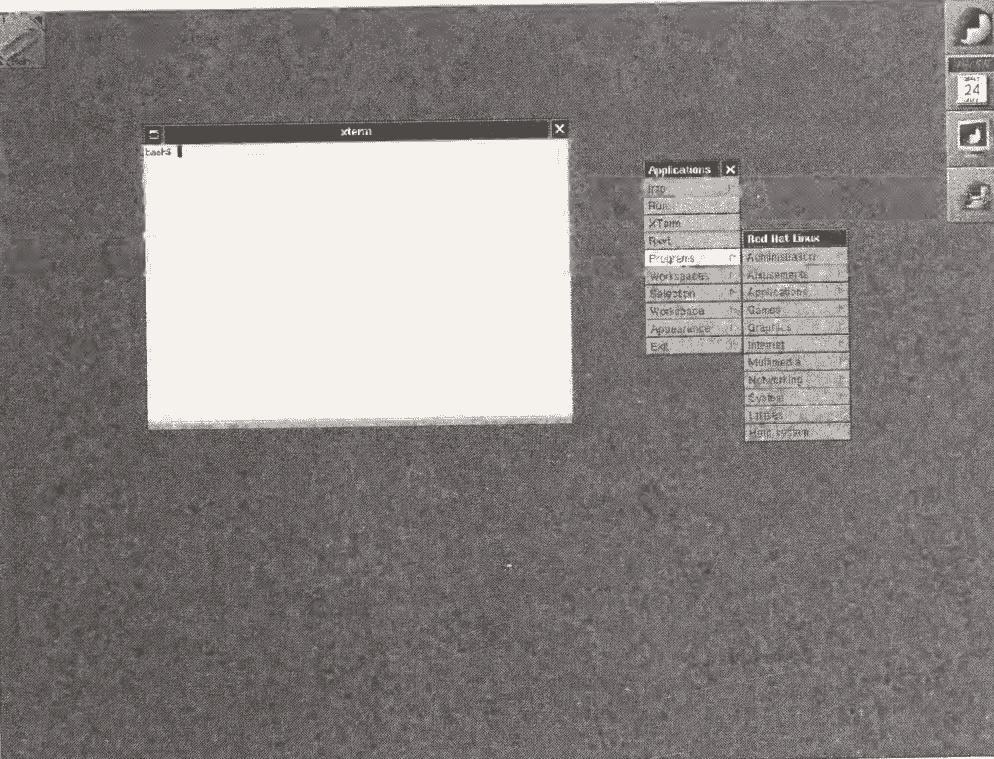 xterm
bash$
Applications
Info
Run
XTerm
Programs
Workspaces
Selection
Workspace
Appearance
Exit
Red Hat Linux
Administration
Amusements
Applications
Games
Graphics
Internet
Multimedia
Networking
System
Utilities
Help system
24